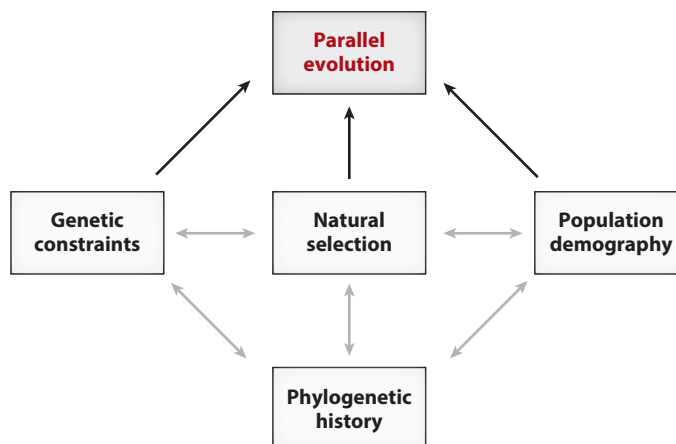 Parallel
evolution
Genetic
constraints
Natural
selection
Population
demography
Phylogenetic
history